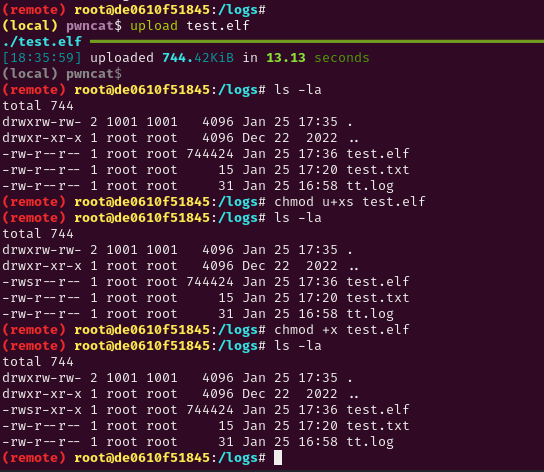 (remote) root@de0610f51845:/logs#
(local) pwncat$ upload test.elf
./test.elf
[18:35:59] uploaded 744.42KiB in 13.13 seconds
(local) pwncat$
(remote) root@de0610f51845:/logs# ls -la
total 744
drwxrw-rw- 2 1001 1001   4096 Jan 25 17:35 .
drwxr-xr-x 1 root root   4096 Dec 22  2022 ..
-rw-r--r-- 1 root root 744424 Jan 25 17:36 test.elf
-rw-r--r-- 1 root root     15 Jan 25 17:20 test.txt
-rw-r--r-- 1 root root     31 Jan 25 16:58 tt.log
(remote) root@de0610f51845:/logs# chmod u+xs test.elf
(remote) root@de0610f51845:/logs# ls -la
total 744
drwxrw-rw- 2 1001 1001   4096 Jan 25 17:35 .
drwxr-xr-x 1 root root   4096 Dec 22  2022 ..
-rwsr--r-- 1 root root 744424 Jan 25 17:36 test.elf
-rw-r--r-- 1 root root     15 Jan 25 17:20 test.txt
-rw-r--r-- 1 root root     31 Jan 25 16:58 tt.log
(remote) root@de0610f51845:/logs# chmod +x test.elf
(remote) root@de0610f51845:/logs# ls -la
total 744
drwxrw-rw- 2 1001 1001   4096 Jan 25 17:35 .
drwxr-xr-x 1 root root   4096 Dec 22  2022 ..
-rwsr-xr-x 1 root root 744424 Jan 25 17:36 test.elf
-rw-r--r-- 1 root root     15 Jan 25 17:20 test.txt
-rw-r--r-- 1 root root     31 Jan 25 16:58 tt.log
(remote) root@de0610f51845:/logs#